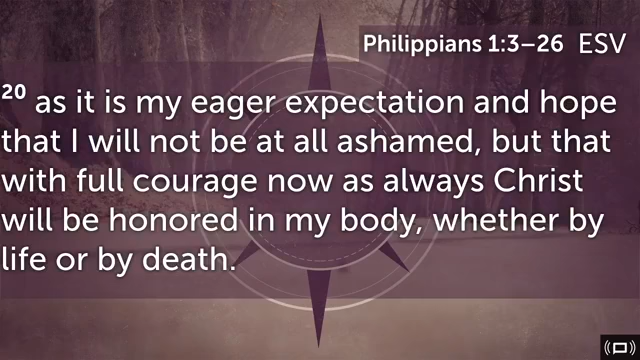 Philippians 1:3–26 ESV
20 as it is my eager expectation and hope
that I will not be at all ashamed, but that
with full courage now as always Christ
will be honored in my body, whether by
life or by death.